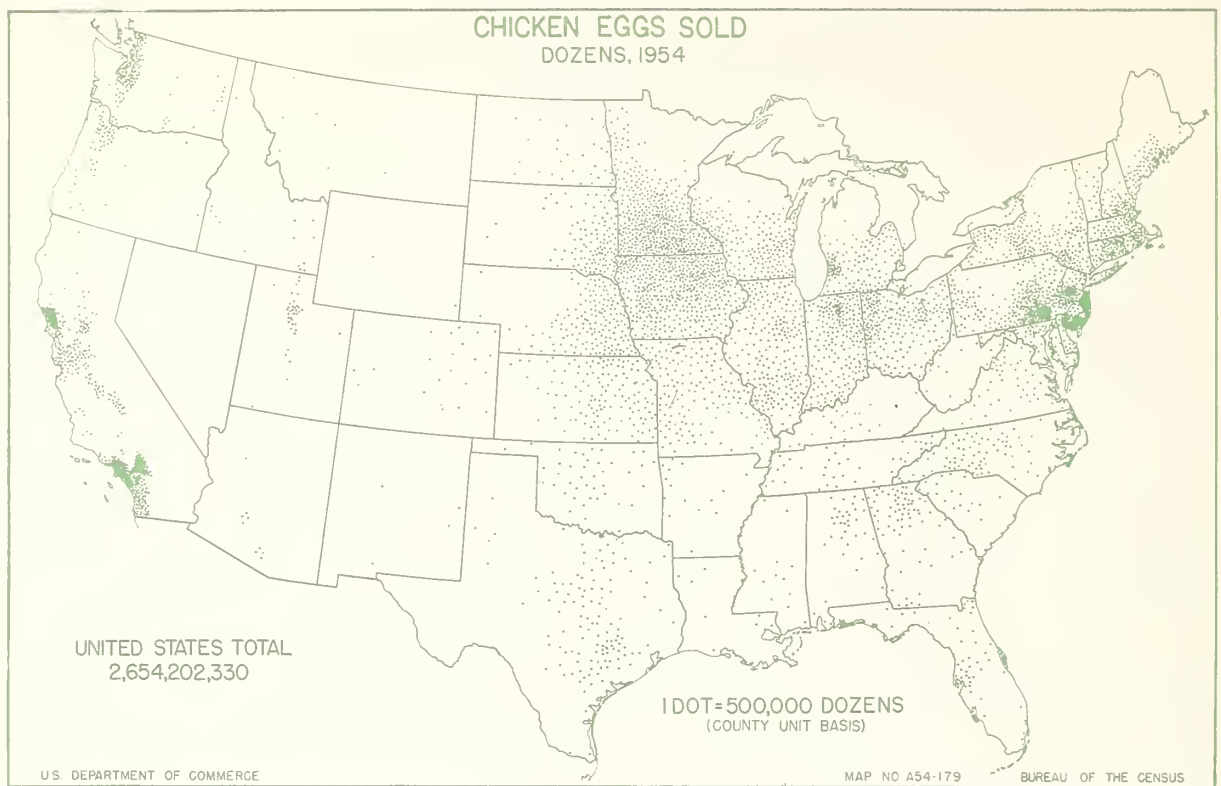 CHICKEN EGGS SOLD
DOZENS, 1954
UNITED STATES TOTAL
2,654,202,330
1 DOT=500,000 DOZENS
(COUNTY UNIT BASIS)
U.S. DEPARTMENT OF COMMERCE
MAP NO A54-179
BUREAU OF THE CENSUS